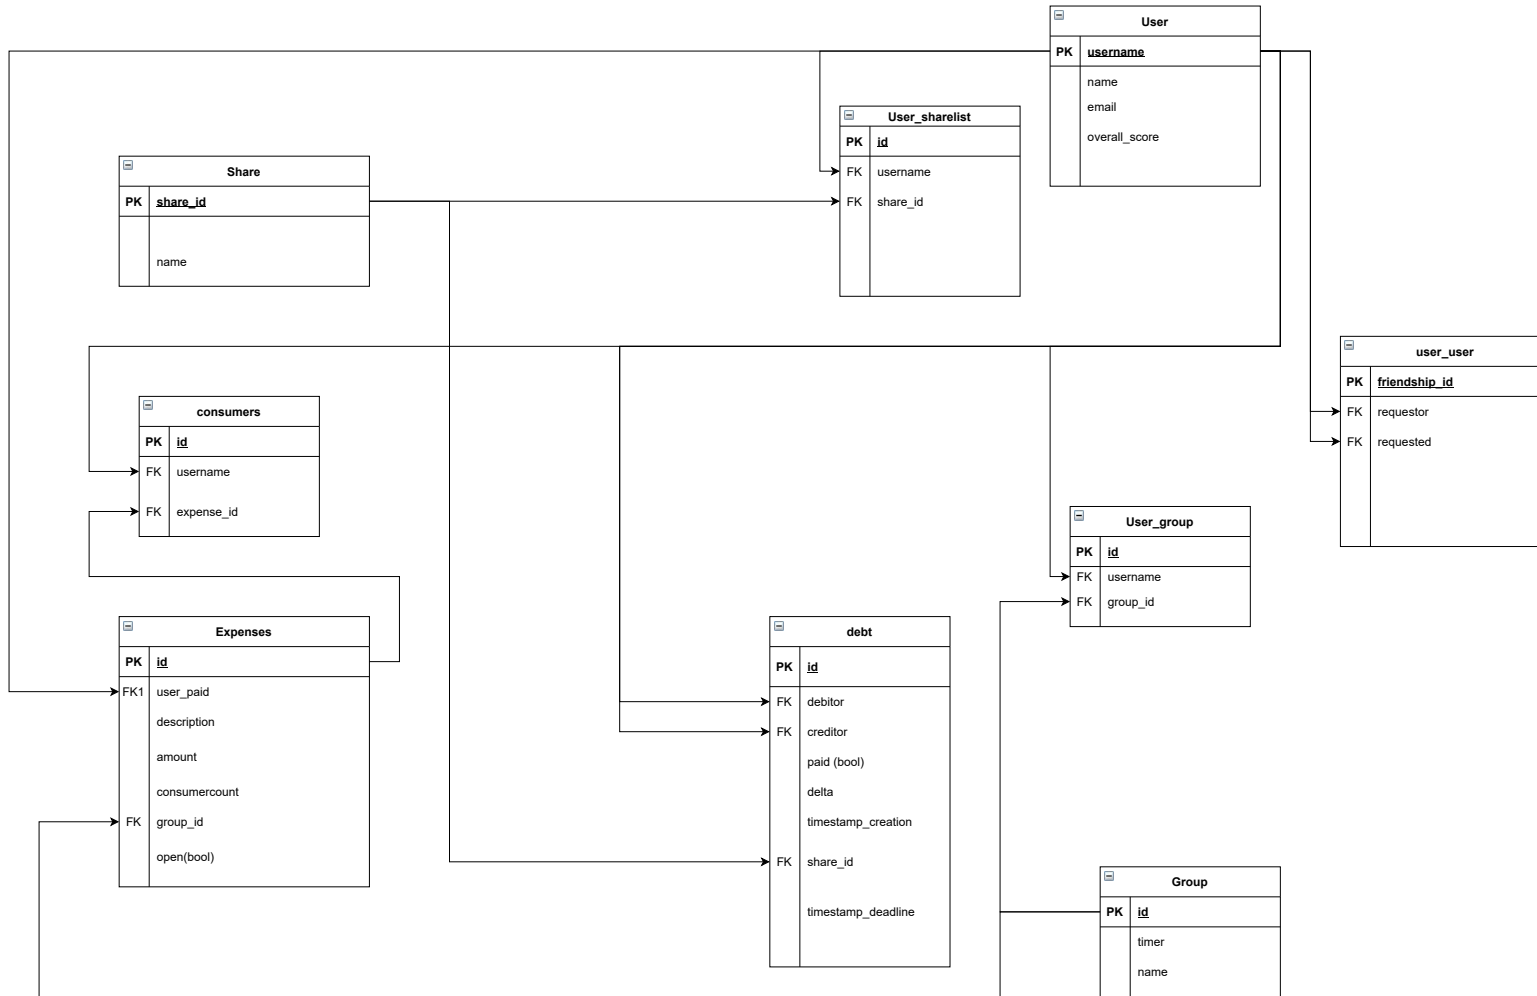 User
PK username
name
email
overall_score
User_sharelist
PK id
FK username
FK share_id
Share
PK share_id
name
user_user
PK friendship_id
FK requestor
FK requested
consumers
PK id
FK username
FK expense_id
User_group
PK id
FK username
FK group_id
Expenses
PK id
FK1 user_paid
description
amount
consumercount
FK group_id
open(bool)
debt
PK id
FK debitor
FK creditor
paid (bool)
delta
timestamp_creation
FK share_id
timestamp_deadline
Group
PK id
timer
name